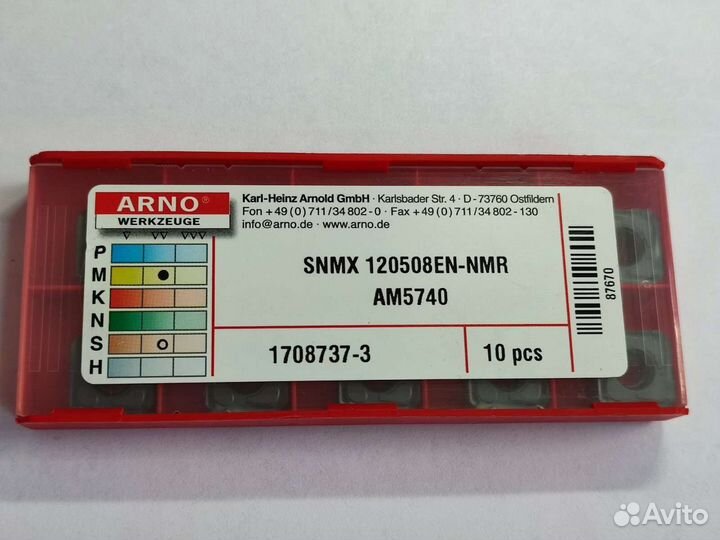 ARNO®
WERKZEUGE
Karl-Heinz Arnold GmbH · Karlsbader Str. 4 · D - 73760 Ostfildern
Fon + 49 (0) 711 / 34 802 - 0 · Fax + 49 (0) 711 / 34 802 - 130
info@arno.de · www.arno.de
P
M
K
N
S
H
SNMX 120508EN-NMR
AM5740
1708737-3
10 pcs
87670
Avito